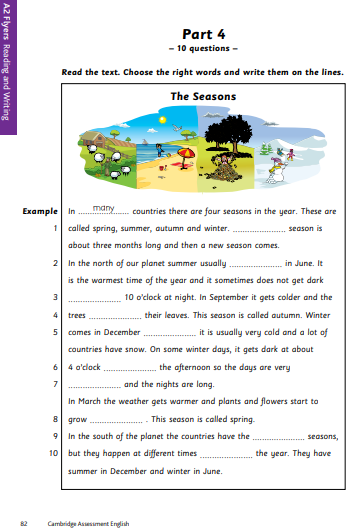 A2 Flyers Reading and Writing
Part 4
– 10 questions –
Read the text. Choose the right words and write them on the lines.
The Seasons
Example In ......many...... countries there are four seasons in the year. These are
1 called spring, summer, autumn and winter. ..................... season is
about three months long and then a new season comes.
2 In the north of our planet summer usually ..................... in June. It
is the warmest time of the year and it sometimes does not get dark
3 ..................... 10 o'clock at night. In September it gets colder and the
4 trees ..................... their leaves. This season is called autumn. Winter
5 comes in December ..................... it is usually very cold and a lot of
countries have snow. On some winter days, it gets dark at about
6 4 o'clock ..................... the afternoon so the days are very
7 ..................... and the nights are long.
In March the weather gets warmer and plants and flowers start to
8 grow ..................... . This season is called spring.
9 In the south of the planet the countries have the ..................... seasons,
10 but they happen at different times ..................... the year. They have
summer in December and winter in June.
82 Cambridge Assessment English